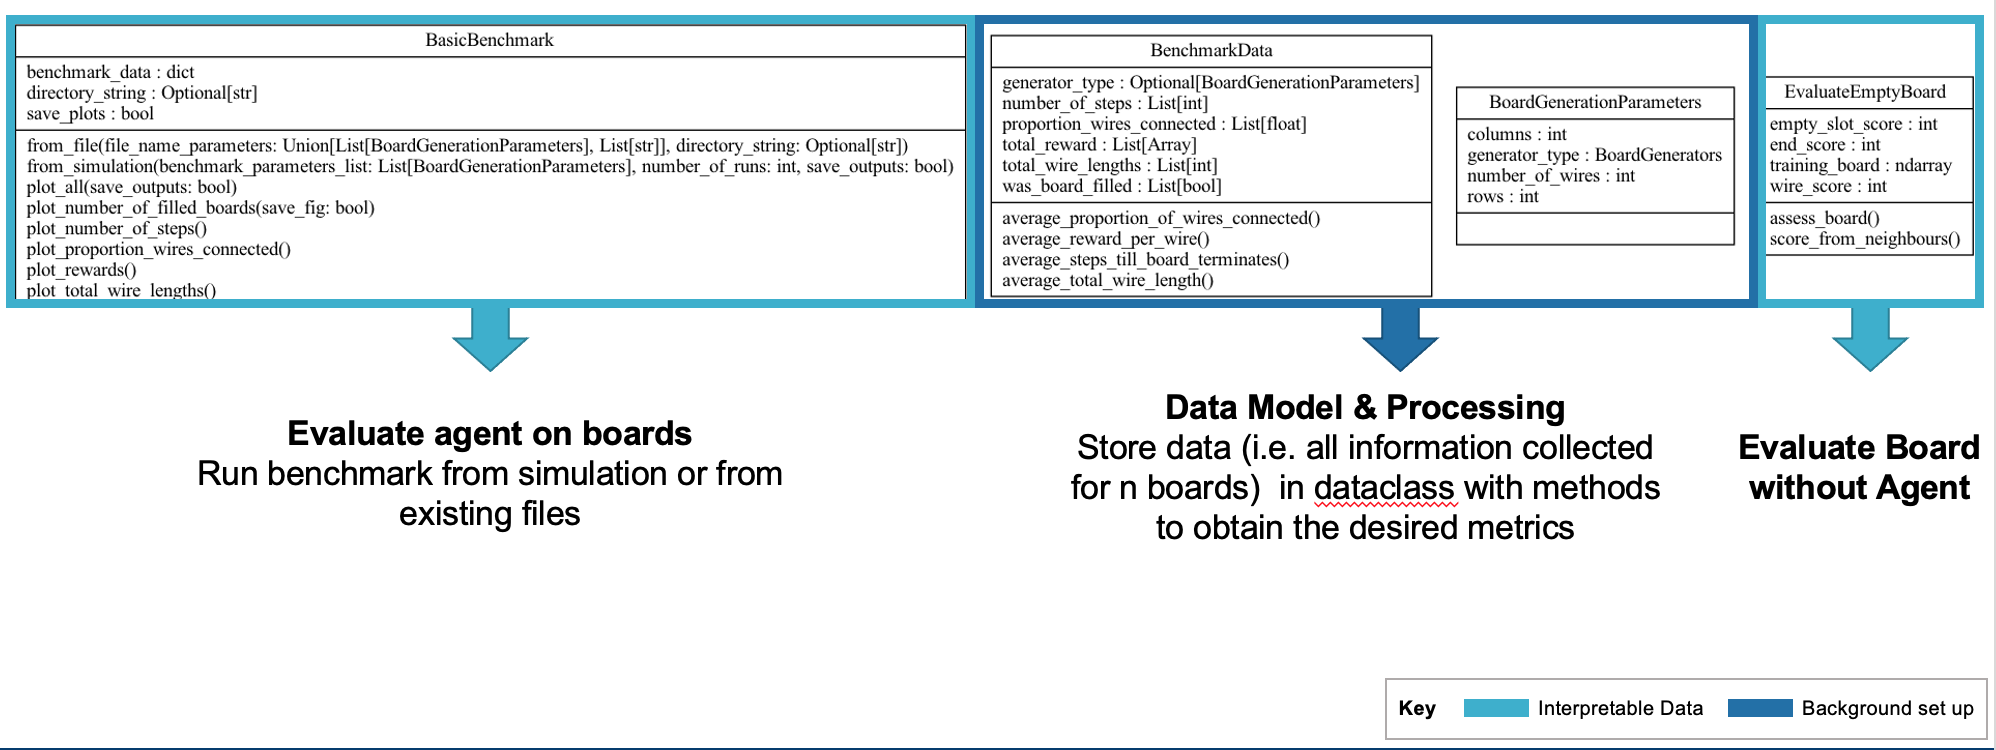 BasicBenchmark
benchmark_data : dict
directory_string : Optional[str]
save_plots : bool
from_file(file_name_parameters: Union[List[BoardGenerationParameters], List[str]], directory_string: Optional[str])
from_simulation(benchmark_parameters_list: List[BoardGenerationParameters], number_of_runs: int, save_outputs: bool)
plot_all(save_outputs: bool)
plot_number_of_filled_boards(save_fig: bool)
plot_number_of_steps()
plot_proportion_wires_connected()
plot_rewards()
plot_total_wire_lengths()
BenchmarkData
generator_type : Optional[BoardGenerationParameters]
number_of_steps : List[int]
proportion_wires_connected : List[float]
total_reward : List[Array]
total_wire_lengths : List[int]
was_board_filled : List[bool]
average_proportion_of_wires_connected()
average_reward_per_wire()
average_steps_till_board_terminates()
average_total_wire_length()
BoardGenerationParameters
columns : int
generator_type : BoardGenerators
number_of_wires : int
rows : int
EvaluateEmptyBoard
empty_slot_score : int
end_score : int
training_board : ndarray
wire_score : int
assess_board()
score_from_neighbours()
Evaluate agent on boards
Run benchmark from simulation or from
existing files
Data Model & Processing
Store data (i.e. all information collected
for n boards)  in dataclass with methods
to obtain the desired metrics
Evaluate Board
without Agent
Key
Interpretable Data
Background set up